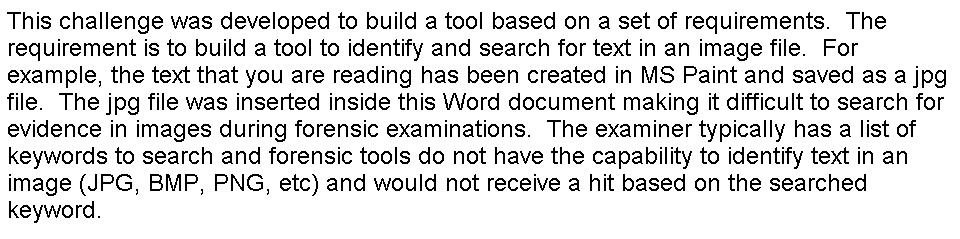 This challenge was developed to build a tool based on a set of requirements.  The
requirement is to build a tool to identify and search for text in an image file.  For
example, the text that you are reading has been created in MS Paint and saved as a jpg
file.  The jpg file was inserted inside this Word document making it difficult to search for
evidence in images during forensic examinations.  The examiner typically has a list of
keywords to search and forensic tools do not have the capability to identify text in an
image (JPG, BMP, PNG, etc) and would not receive a hit based on the searched
keyword.